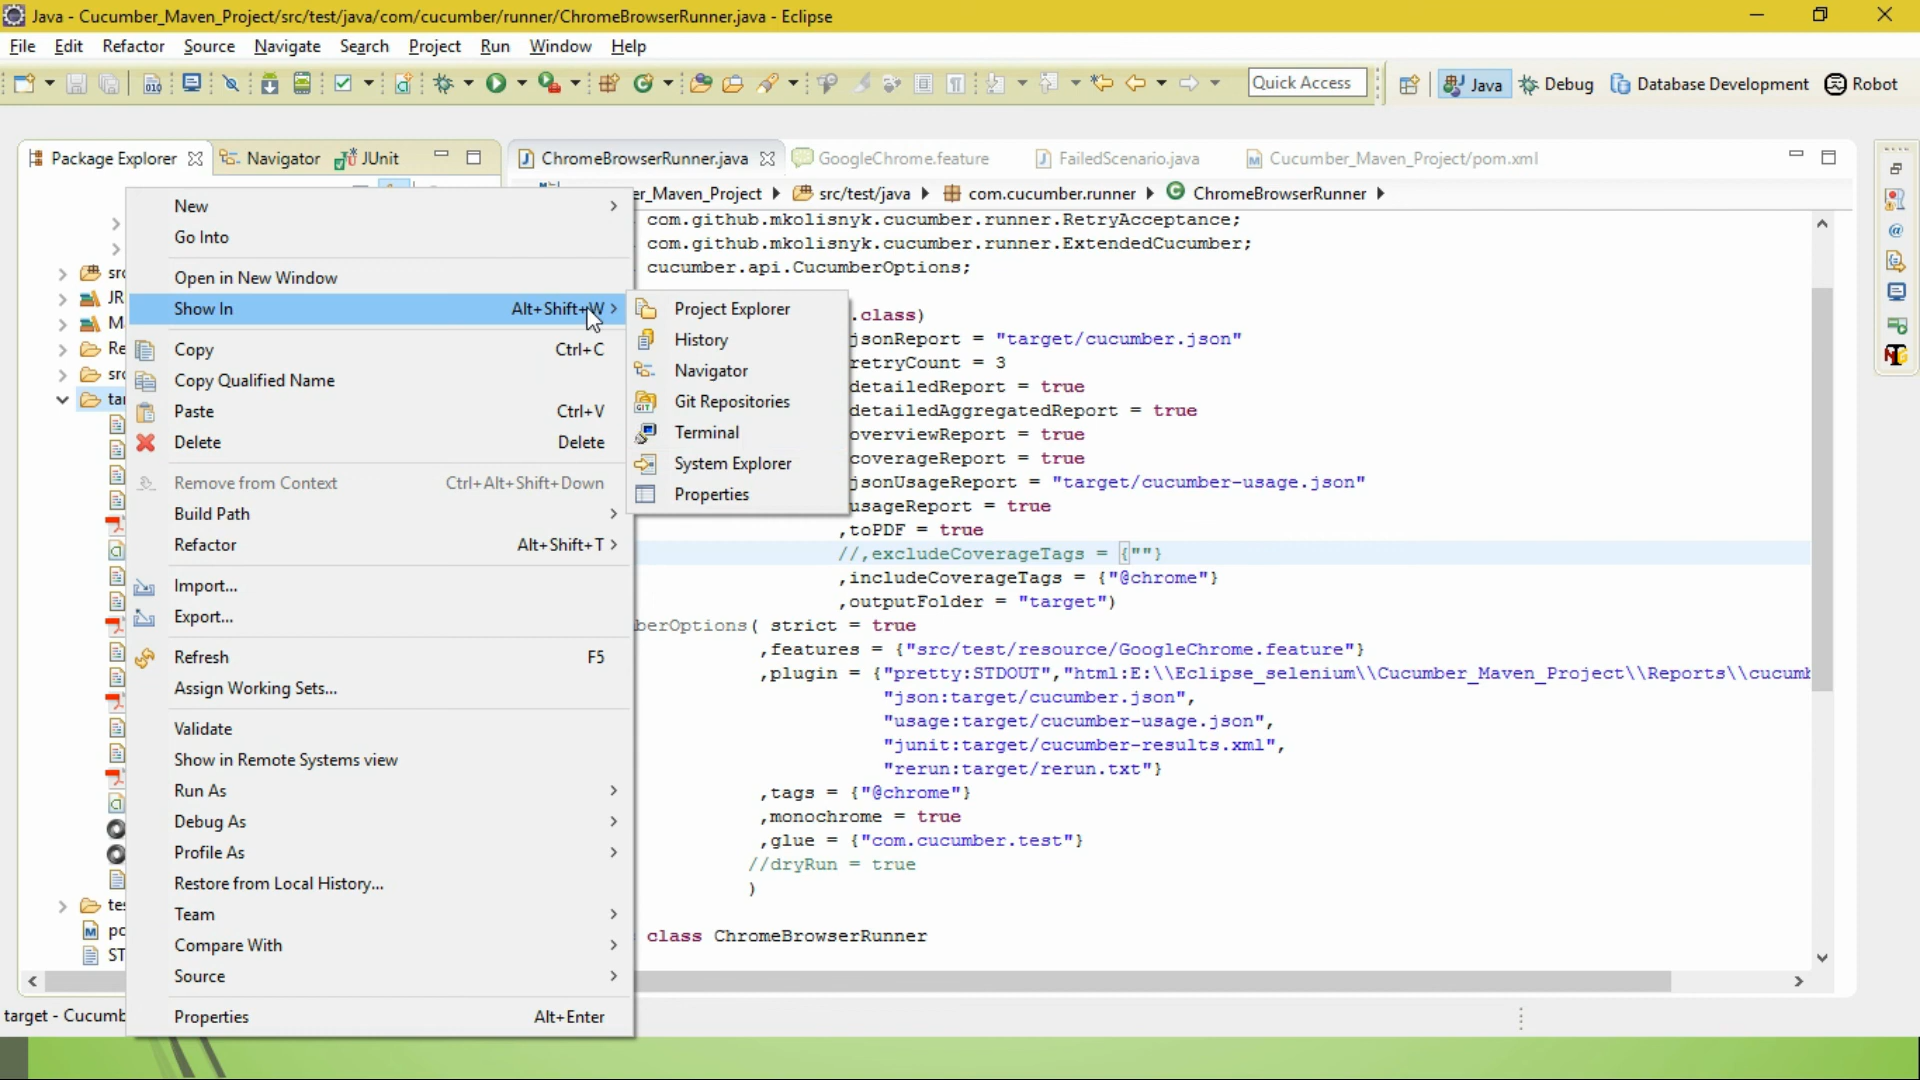 Java - Cucumber_Maven_Project/src/test/java/com/cucumber/runner/ChromeBrowserRunner.java - Eclipse
File Edit Refactor Source Navigate Search Project Run Window Help
Quick Access Java Debug Database Development Robot
Package Explorer Navigator JUnit ChromeBrowserRunner.java GoogleChrome.feature FailedScenario.java Cucumber_Maven_Project/pom.xml
er_Maven_Project src/test/java com.cucumber.runner ChromeBrowserRunner
New
Go Into
Open in New Window
Show In Alt+Shift+W
Copy Ctrl+C
Copy Qualified Name
Paste Ctrl+V
Delete Delete
Remove from Context Ctrl+Alt+Shift+Down
Build Path
Refactor Alt+Shift+T
Import...
Export...
Refresh F5
Assign Working Sets...
Validate
Show in Remote Systems view
Run As
Debug As
Profile As
Restore from Local History...
Team
Compare With
Source
Properties Alt+Enter
Project Explorer
History
Navigator
Git Repositories
Terminal
System Explorer
Properties
src
JR
M
Re
src
tar
tes
po
ST
com.github.mkolisnyk.cucumber.runner.RetryAcceptance;
com.github.mkolisnyk.cucumber.runner.ExtendedCucumber;
cucumber.api.CucumberOptions;
.class)
jsonReport = "target/cucumber.json"
retryCount = 3
detailedReport = true
detailedAggregatedReport = true
overviewReport = true
coverageReport = true
jsonUsageReport = "target/cucumber-usage.json"
usageReport = true
,toPDF = true
//,excludeCoverageTags = {""}
,includeCoverageTags = {"@chrome"}
,outputFolder = "target")
berOptions( strict = true
,features = {"src/test/resource/GoogleChrome.feature"}
,plugin = {"pretty:STDOUT","html:E:\\Eclipse_selenium\\Cucumber_Maven_Project\\Reports\\cucumb
"json:target/cucumber.json",
"usage:target/cucumber-usage.json",
"junit:target/cucumber-results.xml",
"rerun:target/rerun.txt"}
,tags = {"@chrome"}
,monochrome = true
,glue = {"com.cucumber.test"}
//dryRun = true
)
class ChromeBrowserRunner
target - Cucumb